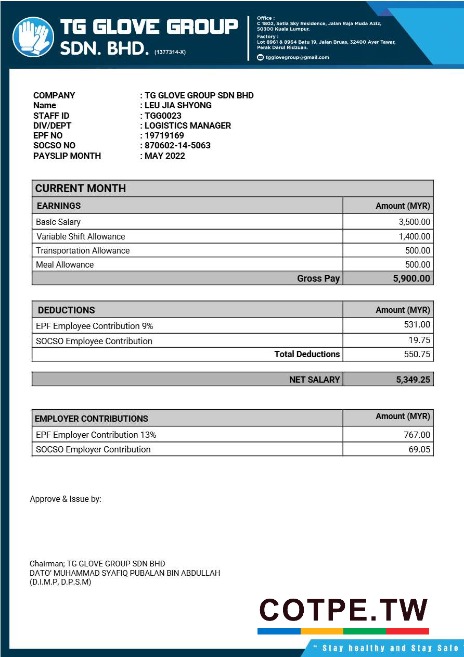 TG GLOVE GROUP
SDN. BHD. (1377314-X)
Office :
C 1802, Setia Sky Residence, Jalan Raja Muda Aziz,
50300 Kuala Lumpur.
Factory :
Lot 8961 & 8954 Batu 19, Jalan Bruas, 32400 Ayer Tawar,
Perak Darul Ridzuan.
tgglovegroup@gmail.com
COMPANY : TG GLOVE GROUP SDN BHD
Name : LEU JIA SHYONG
STAFF ID : TGG0023
DIV/DEPT : LOGISTICS MANAGER
EPF NO : 19719169
SOCSO NO : 870602-14-5063
PAYSLIP MONTH : MAY 2022
CURRENT MONTH
EARNINGS Amount (MYR)
Basic Salary 3,500.00
Variable Shift Allowance 1,400.00
Transportation Allowance 500.00
Meal Allowance 500.00
Gross Pay 5,900.00
DEDUCTIONS Amount (MYR)
EPF Employee Contribution 9% 531.00
SOCSO Employee Contribution 19.75
Total Deductions 550.75
NET SALARY 5,349.25
EMPLOYER CONTRIBUTIONS Amount (MYR)
EPF Employer Contribution 13% 767.00
SOCSO Employer Contribution 69.05
Approve & Issue by:
Chairman; TG GLOVE GROUP SDN BHD
DATO' MUHAMMAD SYAFIQ PUBALAN BIN ABDULLAH
(D.I.M.P, D.P.S.M)
COTPE.TW
" Stay healthy and Stay Safe